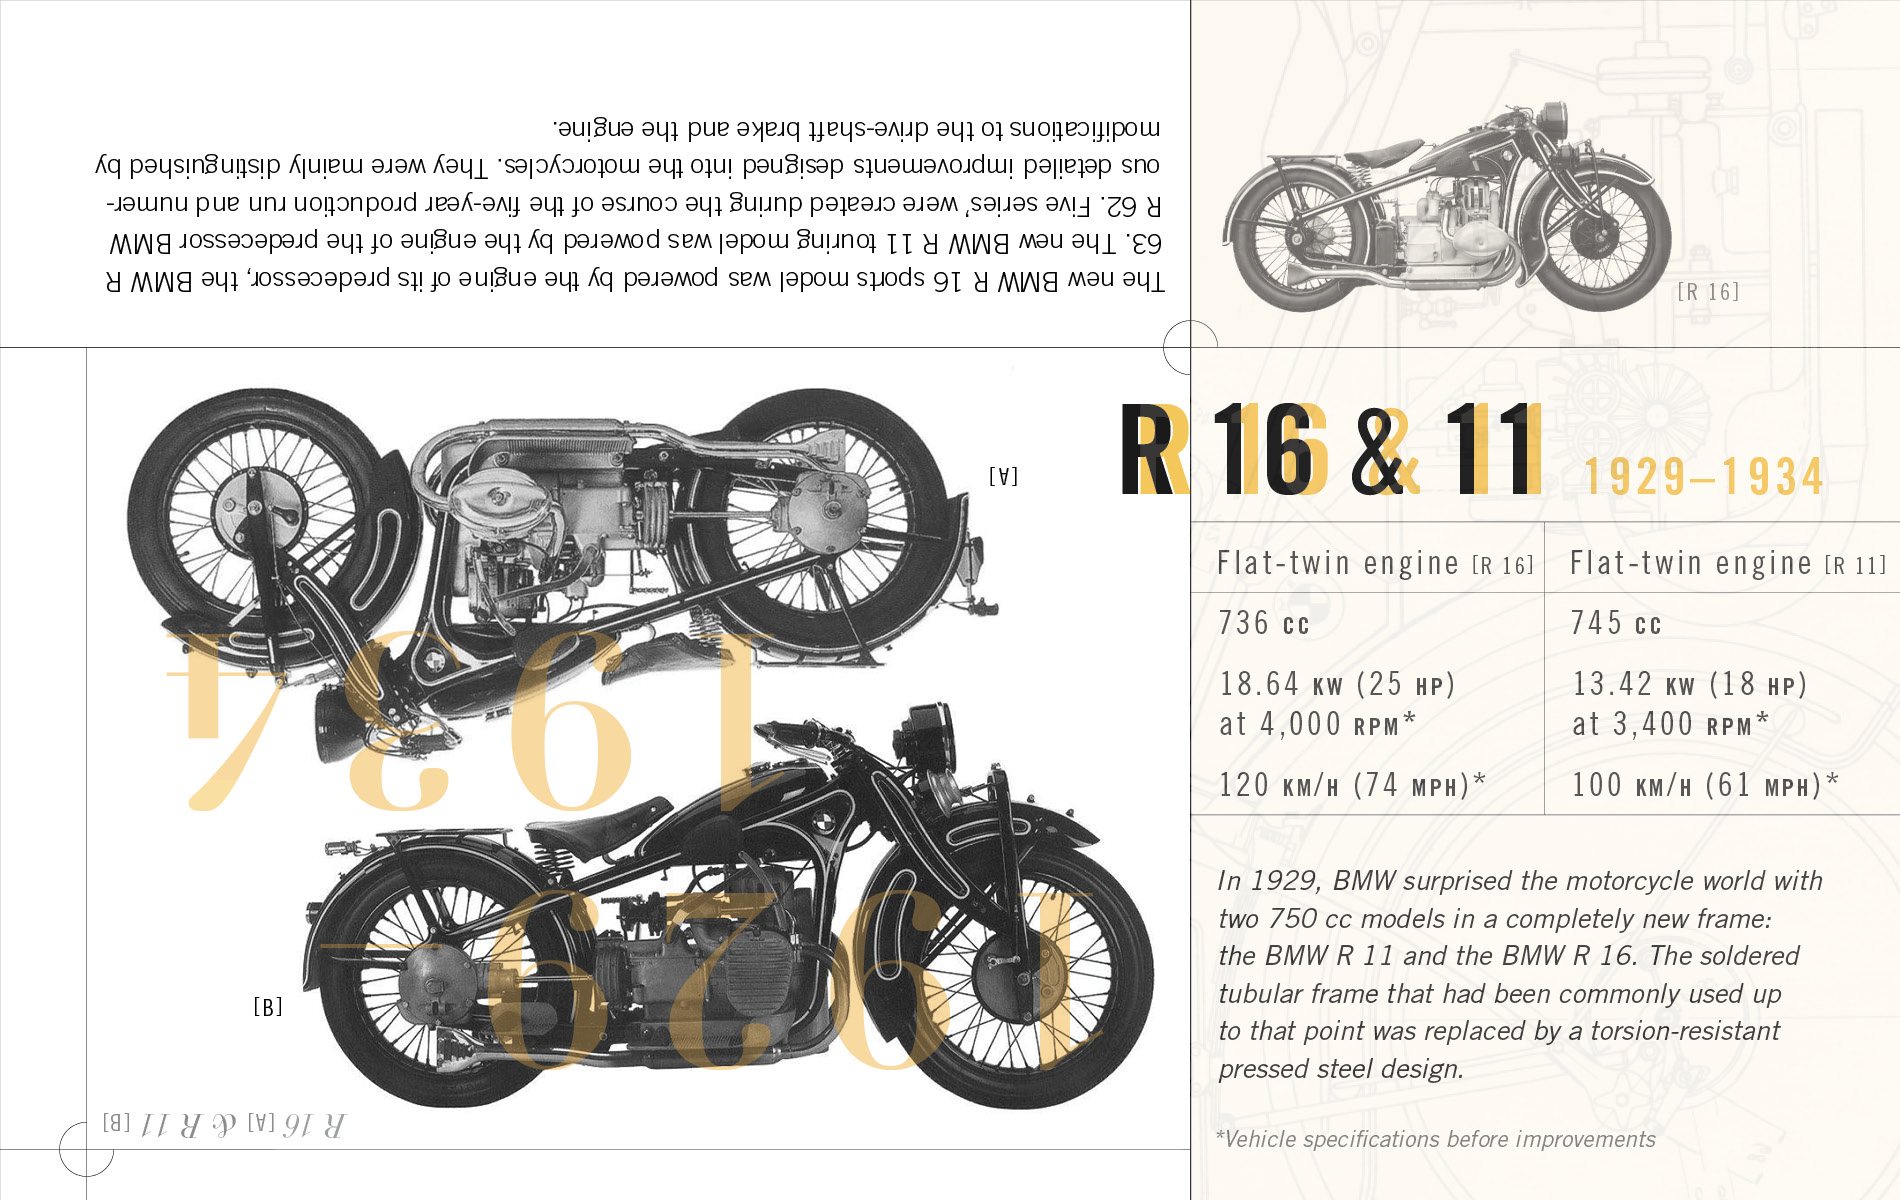 The new BMW R 16 sports model was powered by the engine of its predecessor, the BMW R
63. The new BMW R 11 touring model was powered by the engine of the predecessor BMW
R 62. Five series’ were created during the course of the five-year production run and numer-
ous detailed improvements designed into the motorcycles. They were mainly distinguished by
modifications to the drive-shaft brake and the engine.
[R 16]
R 16 & 11 1929–1934
Flat-twin engine [R 16]
736 CC
18.64 KW (25 HP)
at 4,000 RPM*
120 KM/H (74 MPH)*
Flat-twin engine [R 11]
745 CC
13.42 KW (18 HP)
at 3,400 RPM*
100 KM/H (61 MPH)*
In 1929, BMW surprised the motorcycle world with
two 750 cc models in a completely new frame:
the BMW R 11 and the BMW R 16. The soldered
tubular frame that had been commonly used up
to that point was replaced by a torsion-resistant
pressed steel design.
*Vehicle specifications before improvements
[A]
1929–
1934
[B]
R 16 [A] & R 11 [B]